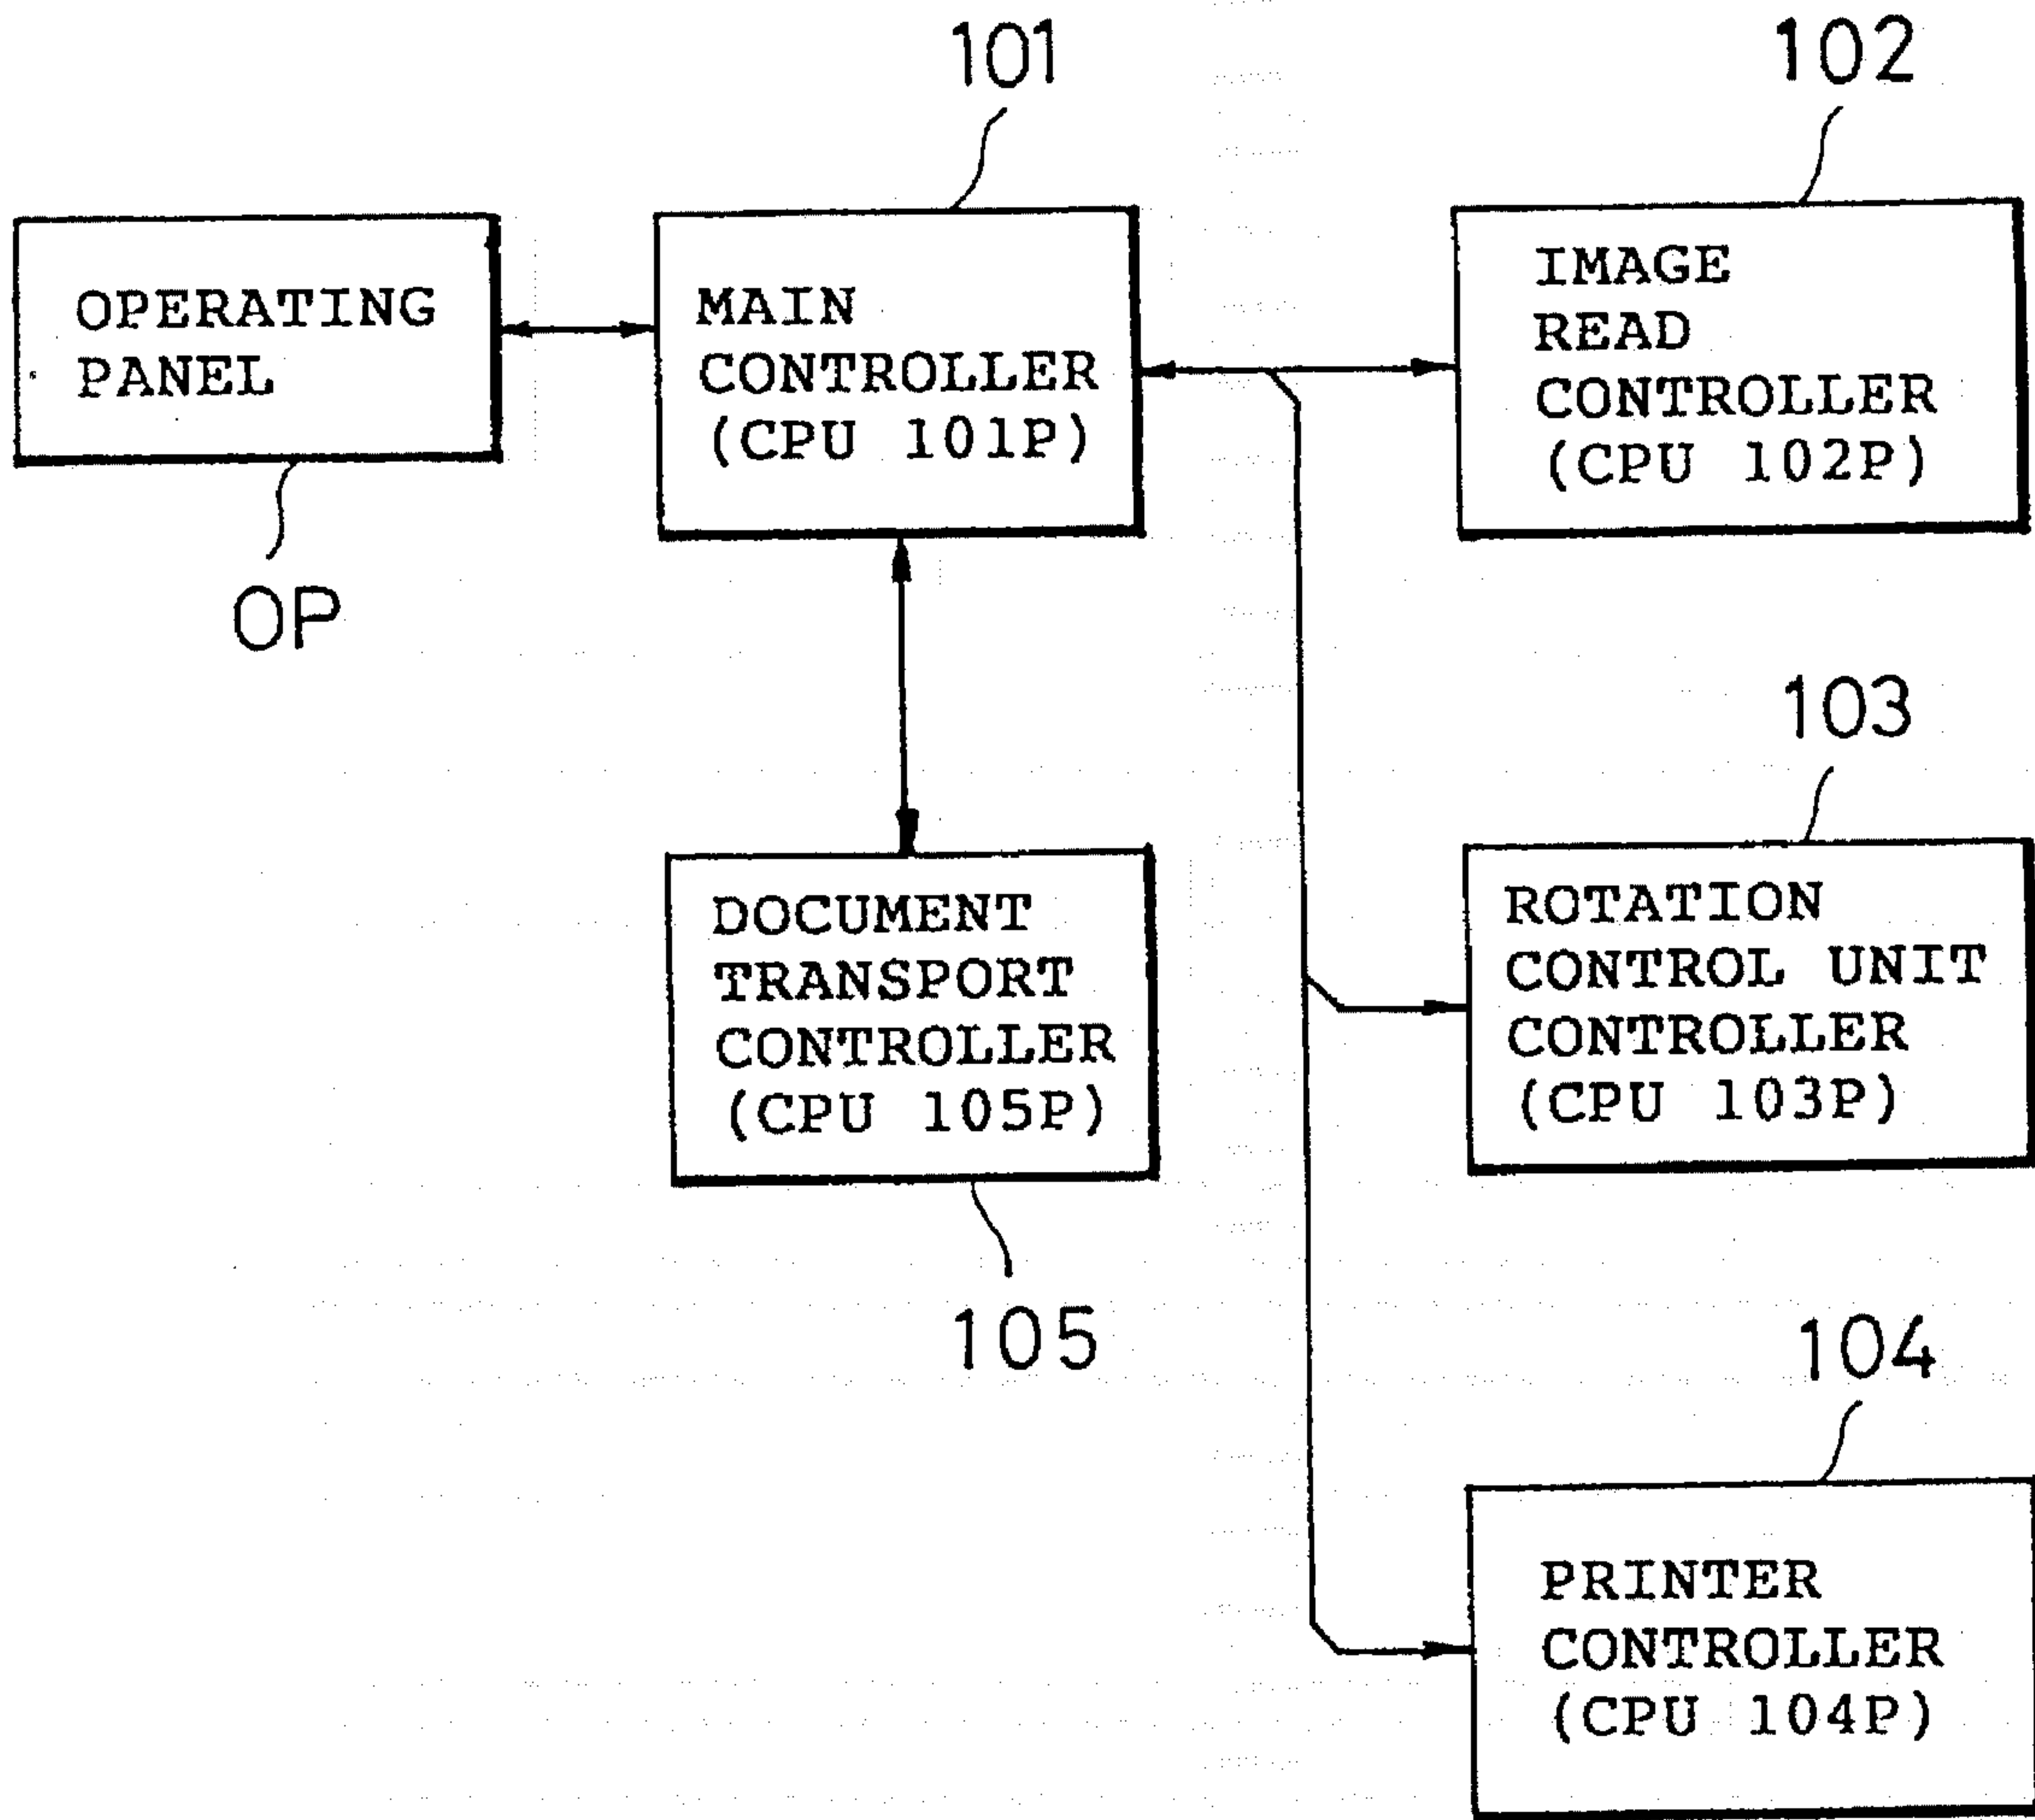 101
102
OPERATING
PANEL
OP
MAIN
CONTROLLER
(CPU 101P)
IMAGE
READ
CONTROLLER
(CPU 102P)
103
DOCUMENT
TRANSPORT
CONTROLLER
(CPU 105P)
105
ROTATION
CONTROL UNIT
CONTROLLER
(CPU 103P)
104
PRINTER
CONTROLLER
(CPU 104P)